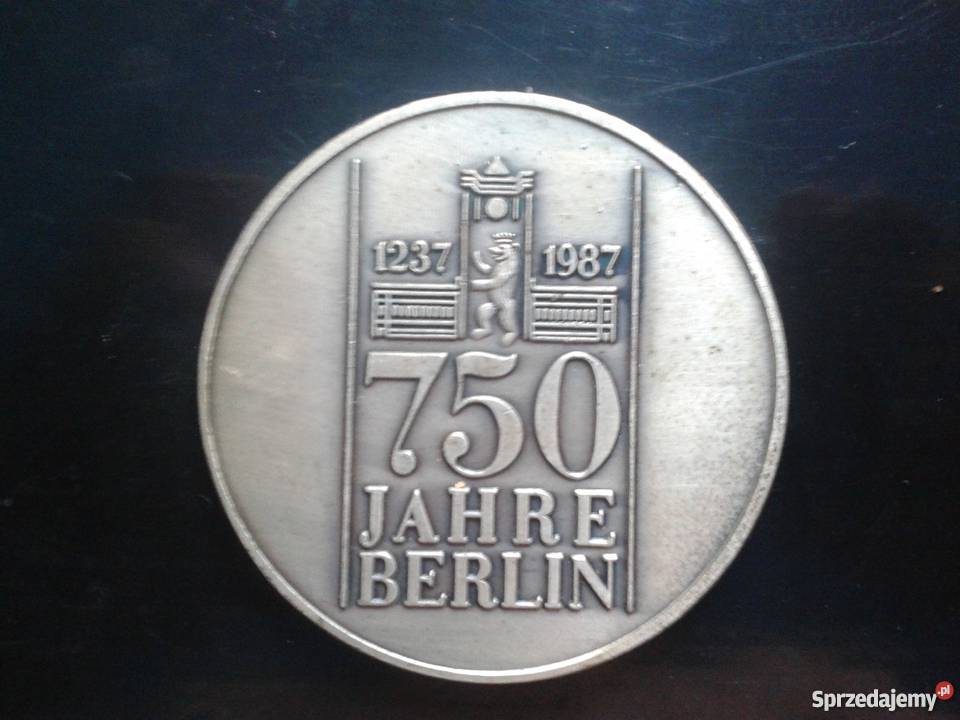 1237 1987
750
JAHRE
BERLIN
Sprzedajemy.pl